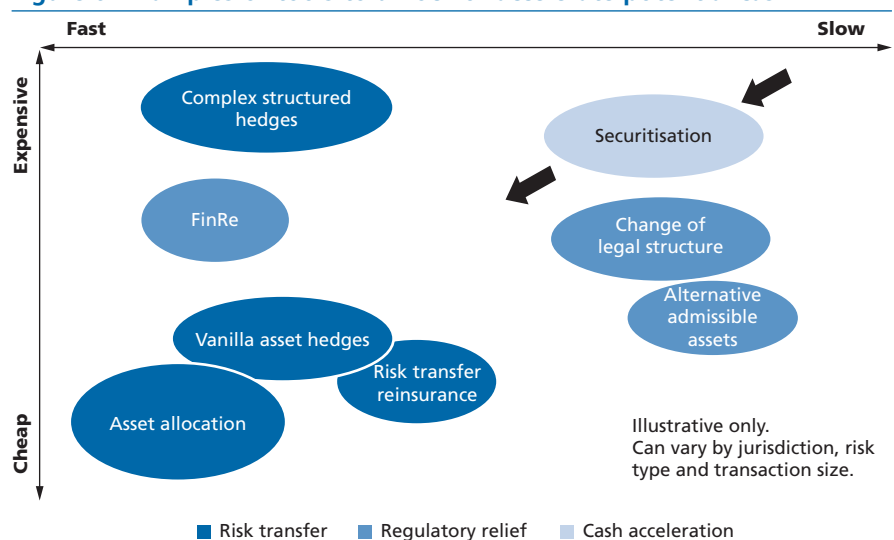 Fast
Slow
Expensive
Cheap
Complex structured
hedges
Securitisation
FinRe
Change of
legal structure
Alternative
admissible
assets
Vanilla asset hedges
Risk transfer
reinsurance
Asset allocation
Illustrative only.
Can vary by jurisdiction, risk
type and transaction size.
Risk transfer
Regulatory relief
Cash acceleration